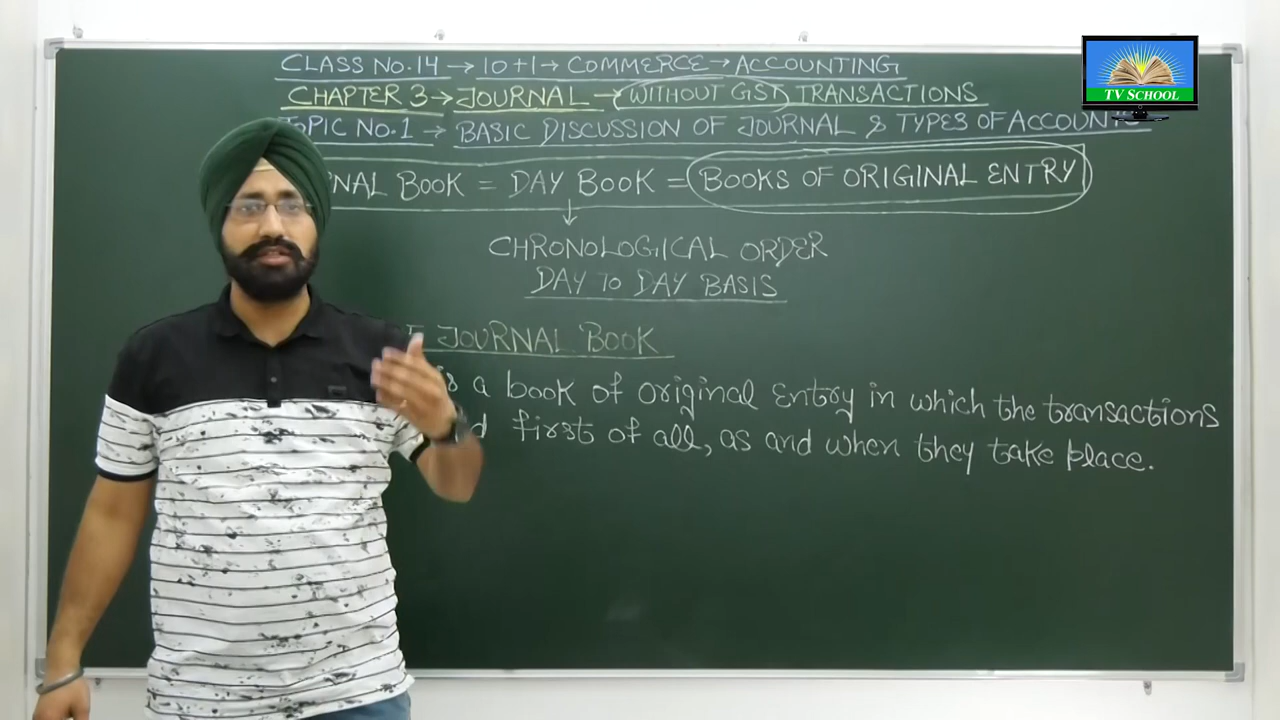 CLASS NO.14 → 10+1 → COMMERCE → ACCOUNTING
CHAPTER 3 → JOURNAL → WITHOUT GST TRANSACTIONS
TOPIC NO.1 → BASIC DISCUSSION OF JOURNAL & TYPES OF ACCOUNTS
BOOK = DAY BOOK = BOOKS OF ORIGINAL ENTRY
CHRONOLOGICAL ORDER
DAY TO DAY BASIS
JOURNAL BOOK
is a book of original Entry in which the transactions
first of all, as and when they take place.
TV SCHOOL